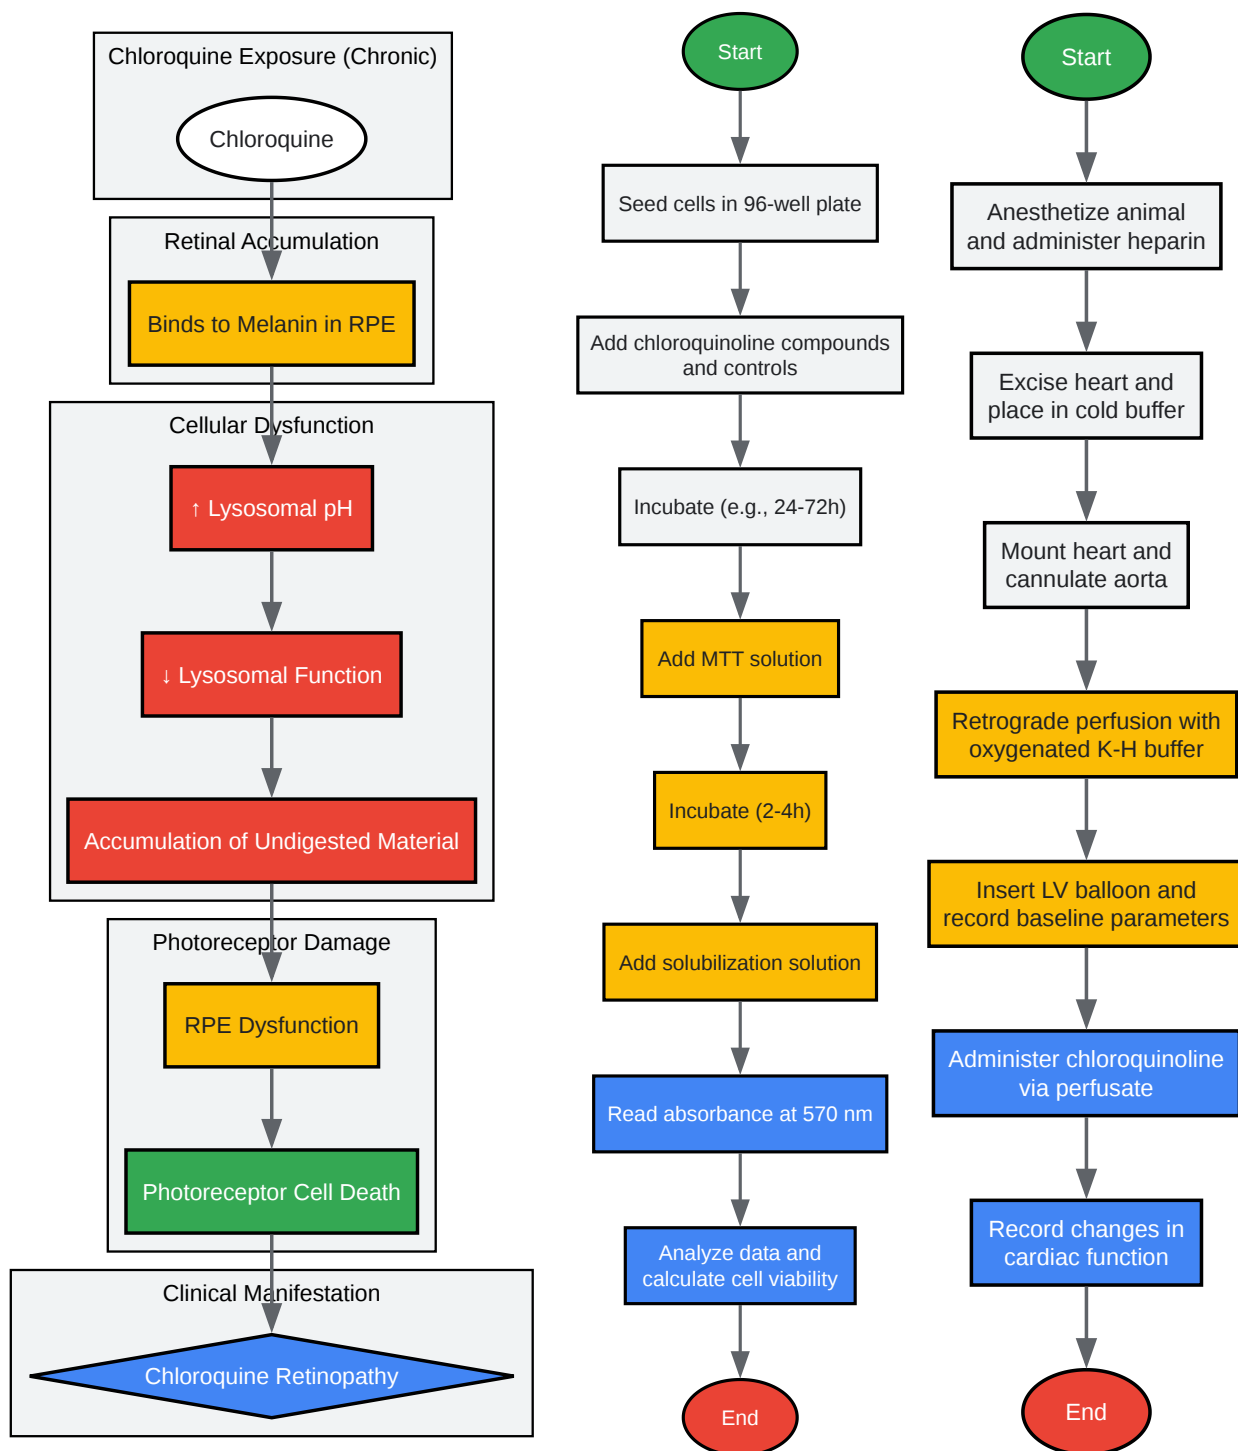 Chloroquine Exposure (Chronic)
Chloroquine
Retinal Accumulation
Binds to Melanin in RPE
Cellular Dysfunction
↑ Lysosomal pH
↓ Lysosomal Function
Accumulation of Undigested Material
Photoreceptor Damage
RPE Dysfunction
Photoreceptor Cell Death
Clinical Manifestation
Chloroquine Retinopathy
Start
Seed cells in 96-well plate
Add chloroquinoline compounds
and controls
Incubate (e.g., 24-72h)
Add MTT solution
Incubate (2-4h)
Add solubilization solution
Read absorbance at 570 nm
Analyze data and
calculate cell viability
End
Start
Anesthetize animal
and administer heparin
Excise heart and
place in cold buffer
Mount heart and
cannulate aorta
Retrograde perfusion with
oxygenated K-H buffer
Insert LV balloon and
record baseline parameters
Administer chloroquinoline
via perfusate
Record changes in
cardiac function
End